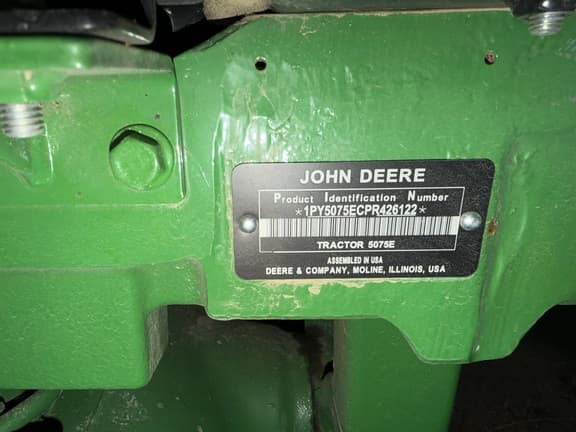 JOHN DEERE
Product Identification Number
*1PY5075ECPR426122*
TRACTOR 5075E
ASSEMBLED IN USA
DEERE & COMPANY, MOLINE, ILLINOIS, USA